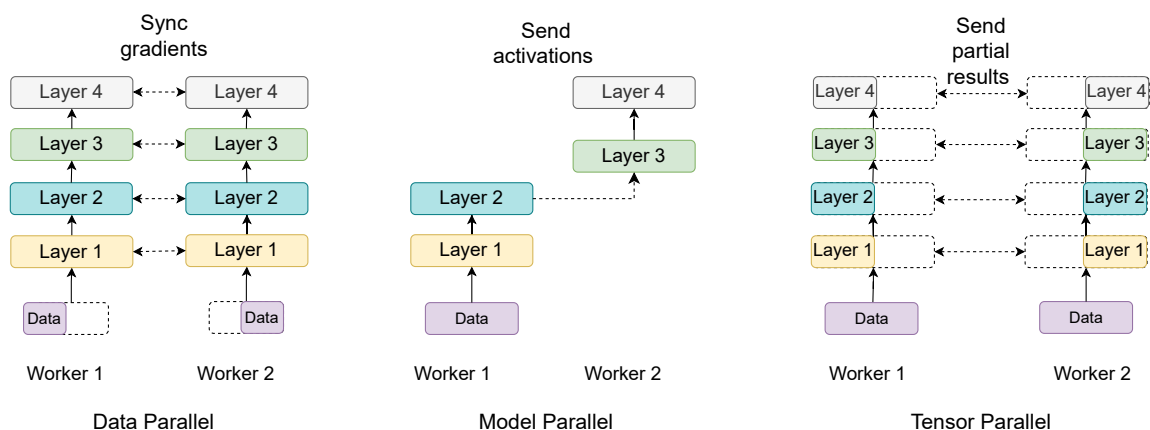 Sync
gradients
Layer 4
Layer 4
Layer 3
Layer 3
Layer 2
Layer 2
Layer 1
Layer 1
Data
Data
Worker 1
Worker 2
Data Parallel
Send
activations
Layer 4
Layer 3
Layer 2
Layer 1
Data
Worker 1
Worker 2
Model Parallel
Send
partial
results
Layer 4
Layer 4
Layer 3
Layer 3
Layer 2
Layer 2
Layer 1
Layer 1
Data
Data
Worker 1
Worker 2
Tensor Parallel